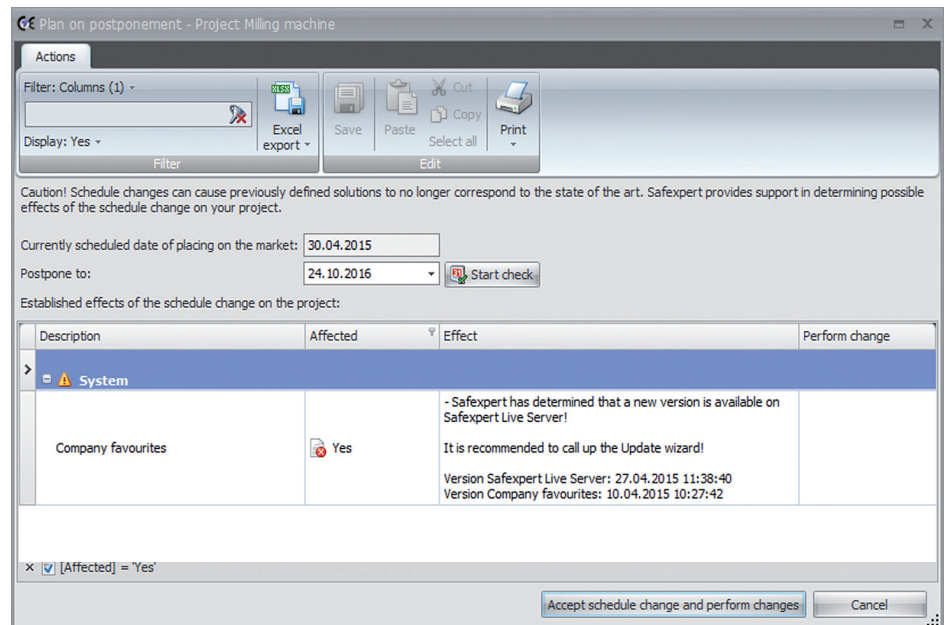 Plan on postponement - Project Milling machine
Actions
Filter: Columns (1)
Display: Yes
Filter
XLSX
Excel
export
Save
Paste
Cut
Copy
Select all
Print
Edit
Caution! Schedule changes can cause previously defined solutions to no longer correspond to the state of the art. Safexpert provides support in determining possible
effects of the schedule change on your project.
Currently scheduled date of placing on the market: 30.04.2015
Postpone to: 24.10.2016 Start check
Established effects of the schedule change on the project:
Description Affected Effect Perform change
System
- Safexpert has determined that a new version is available on
Safexpert Live Server!
Company favourites Yes It is recommended to call up the Update wizard!
Version Safexpert Live Server: 27.04.2015 11:38:40
Version Company favourites: 10.04.2015 10:27:42
[Affected] = 'Yes'
Accept schedule change and perform changes Cancel